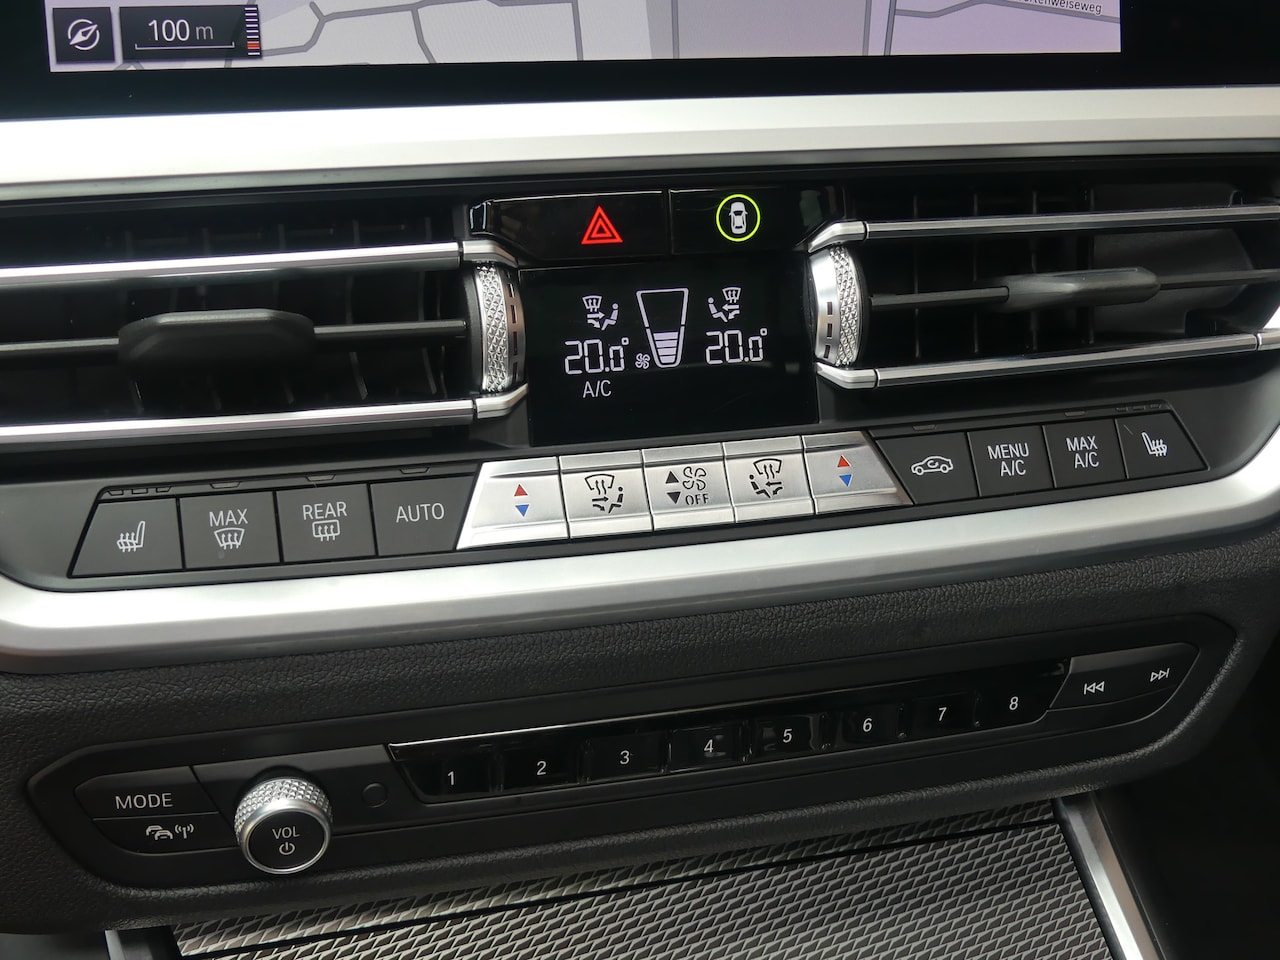 100 m
20.0°
20.0°
A/C
MAX
REAR
AUTO
OFF
MENU
A/C
MAX
A/C
MODE
VOL
1 2 3 4 5 6 7 8